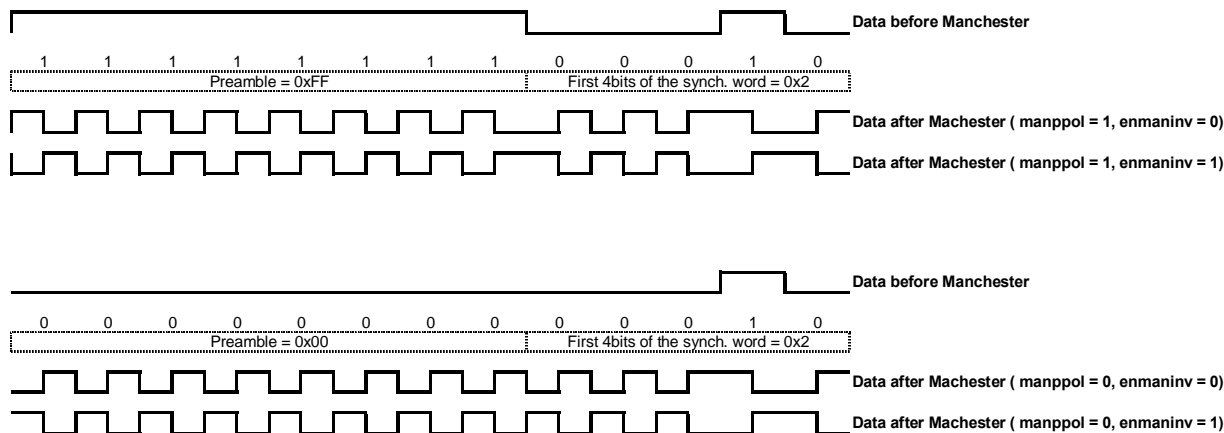 Data before Manchester
1 1 1 1 1 1 1 1 0 0 0 1 0
Preamble = 0xFF First 4bits of the synch. word = 0x2
Data after Machester ( manppol = 1, enmaninv = 0)
Data after Machester ( manppol = 1, enmaninv = 1)
Data before Manchester
0 0 0 0 0 0 0 0 0 0 0 1 0
Preamble = 0x00 First 4bits of the synch. word = 0x2
Data after Machester ( manppol = 0, enmaninv = 0)
Data after Machester ( manppol = 0, enmaninv = 1)